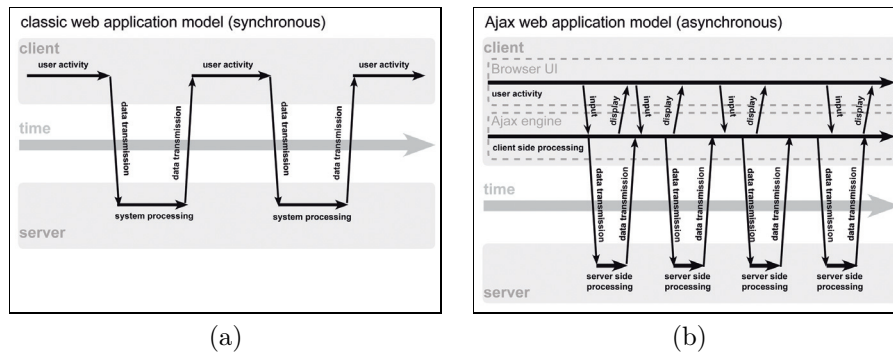 classic web application model (synchronous)
client
user activity
user activity
user activity
data transmission
data transmission
data transmission
data transmission
time
system processing
system processing
server
(a)
Ajax web application model (asynchronous)
client
Browser UI
user activity
input
display
input
display
input
display
input
display
Ajax engine
client side processing
data transmission
data transmission
data transmission
data transmission
data transmission
data transmission
data transmission
data transmission
time
server side
processing
server side
processing
server side
processing
server side
processing
server
(b)